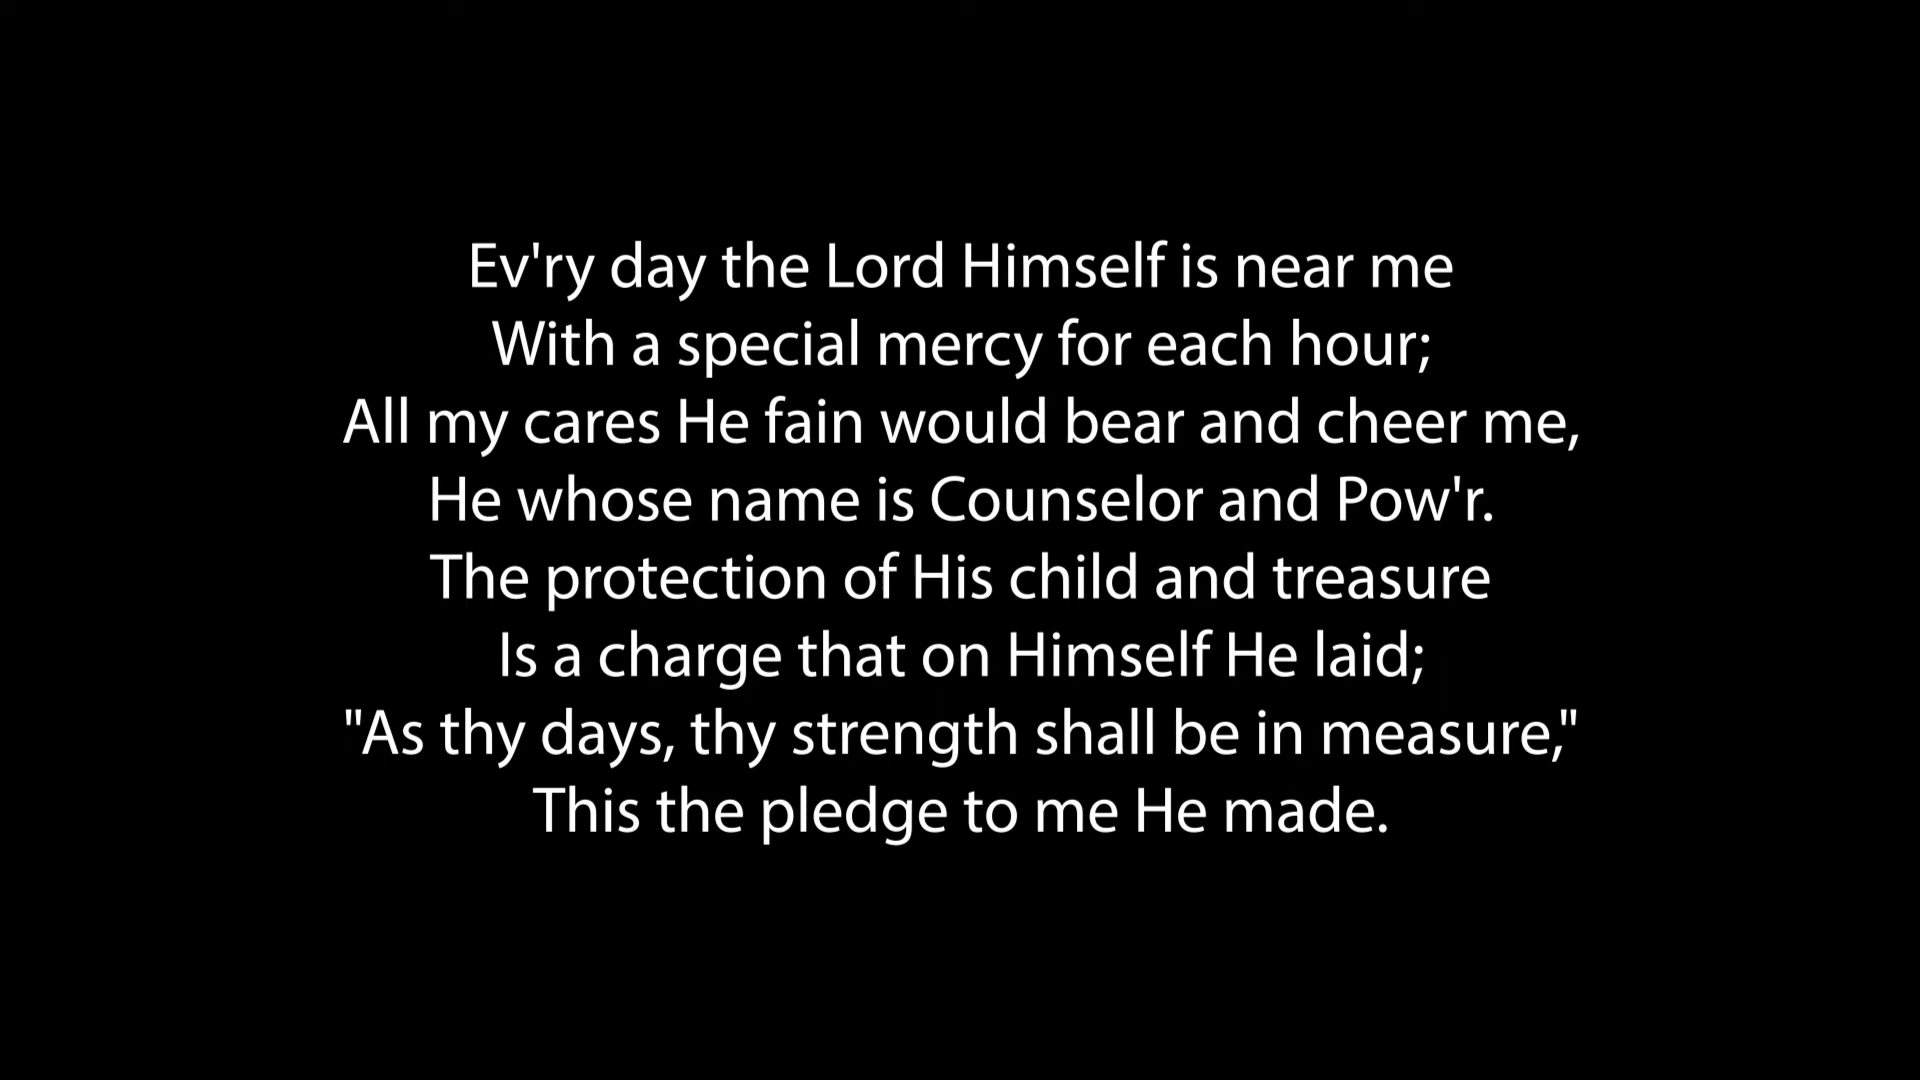 Ev'ry day the Lord Himself is near me
With a special mercy for each hour;
All my cares He fain would bear and cheer me,
He whose name is Counselor and Pow'r.
The protection of His child and treasure
Is a charge that on Himself He laid;
"As thy days, thy strength shall be in measure,"
This the pledge to me He made.